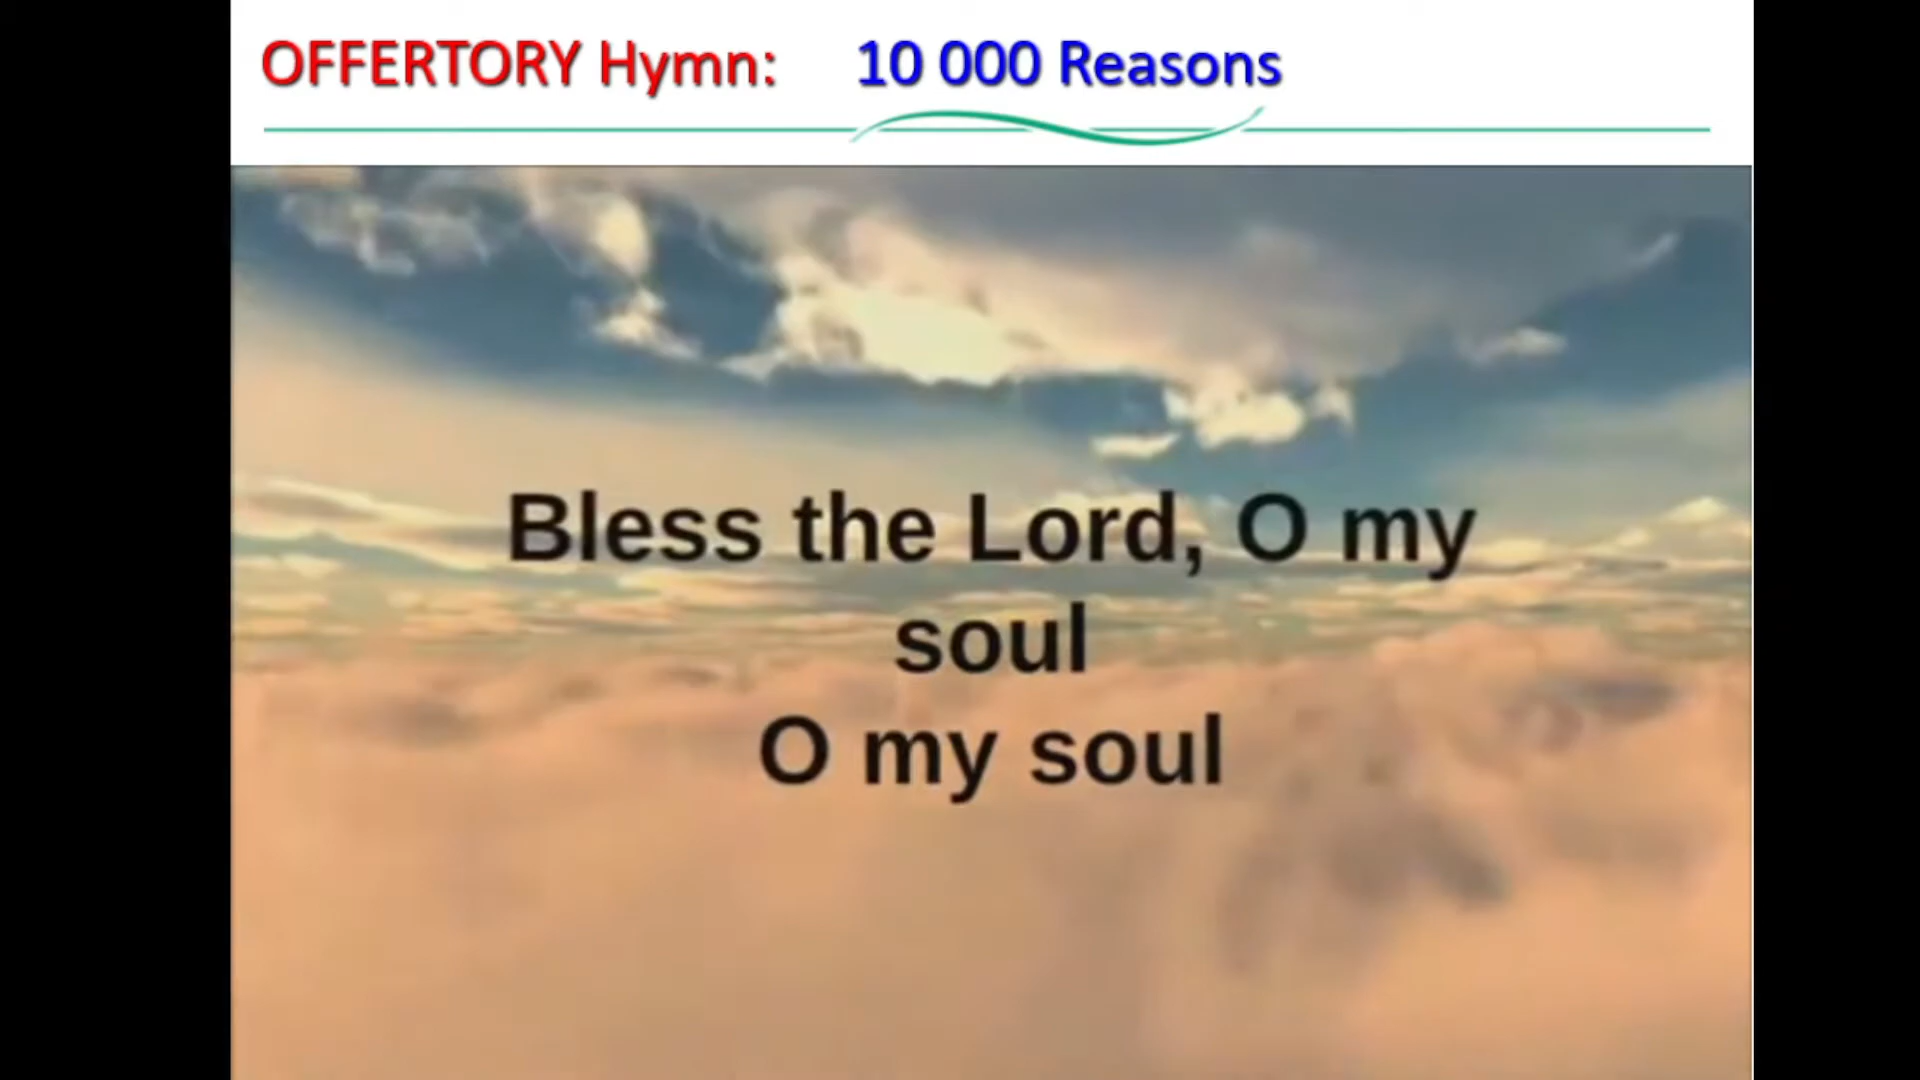 OFFERTORY Hymn: 10 000 Reasons
Bless the Lord, O my
soul
O my soul